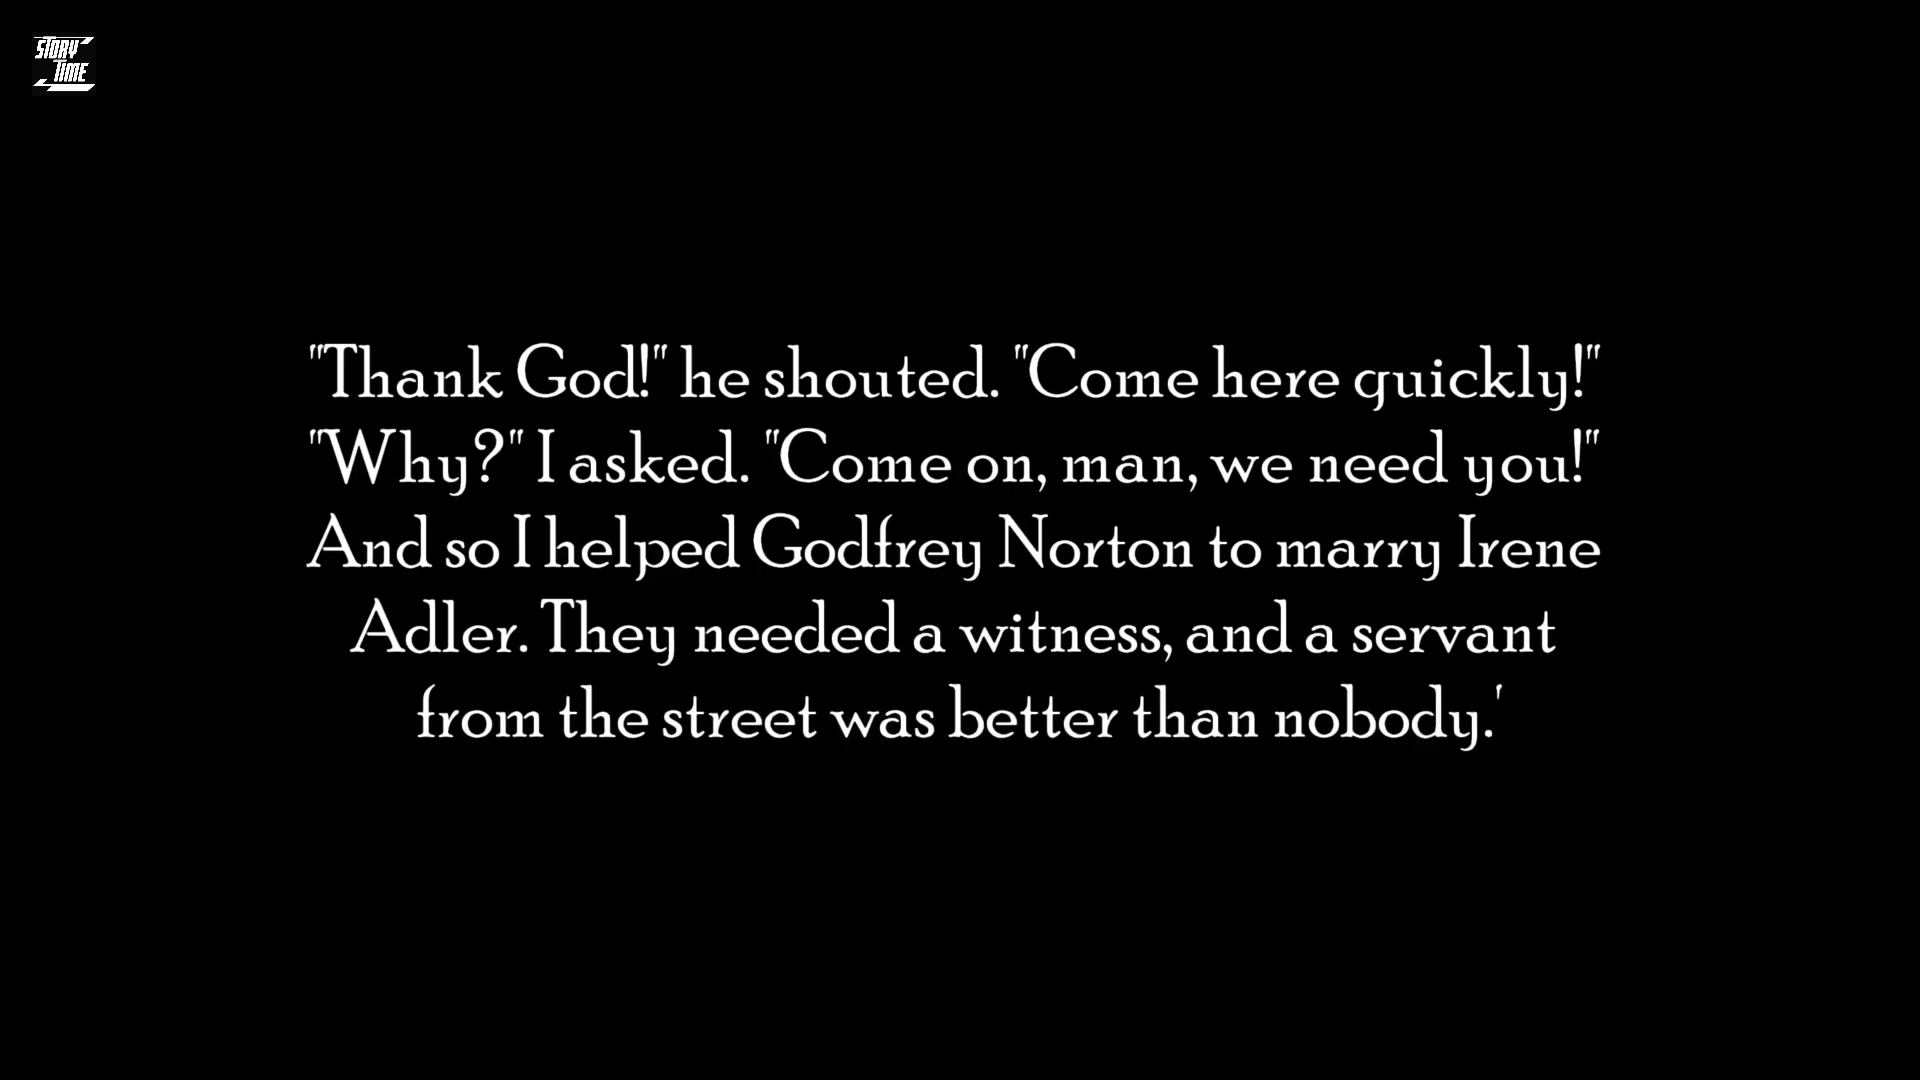 STORY
TIME
"Thank God!" he shouted. "Come here quickly!"
"Why?" I asked. "Come on, man, we need you!"
And so I helped Godfrey Norton to marry Irene
Adler. They needed a witness, and a servant
from the street was better than nobody.'